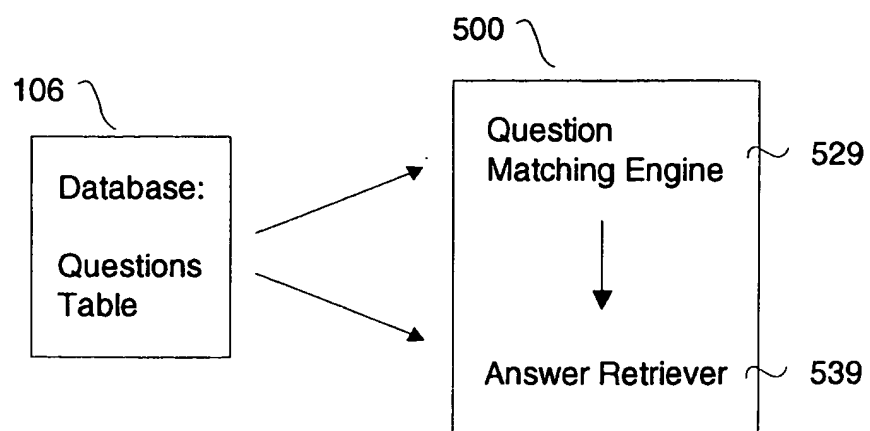 500
106
Question
Matching Engine
529
Database:
Questions
Table
Answer Retriever
539